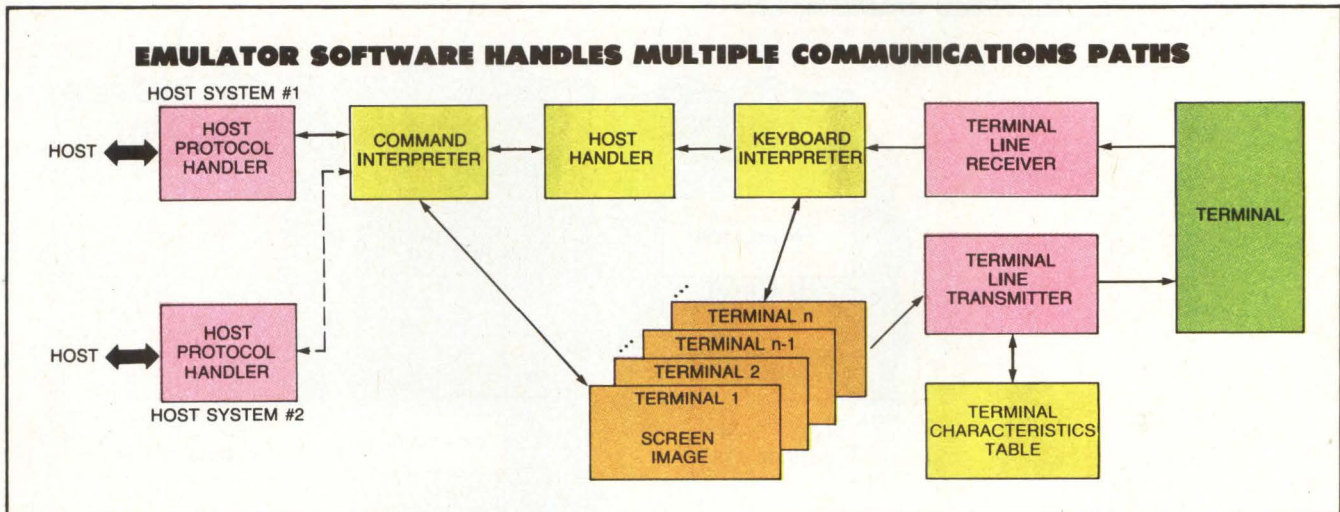 EMULATOR SOFTWARE HANDLES MULTIPLE COMMUNICATIONS PATHS
HOST SYSTEM #1
HOST
HOST
PROTOCOL
HANDLER
COMMAND
INTERPRETER
HOST
HANDLER
KEYBOARD
INTERPRETER
TERMINAL
LINE
RECEIVER
TERMINAL
TERMINAL
LINE
TRANSMITTER
HOST
HOST
PROTOCOL
HANDLER
HOST SYSTEM #2
TERMINAL n
TERMINAL n-1
TERMINAL 2
TERMINAL 1
SCREEN
IMAGE
TERMINAL
CHARACTERISTICS
TABLE